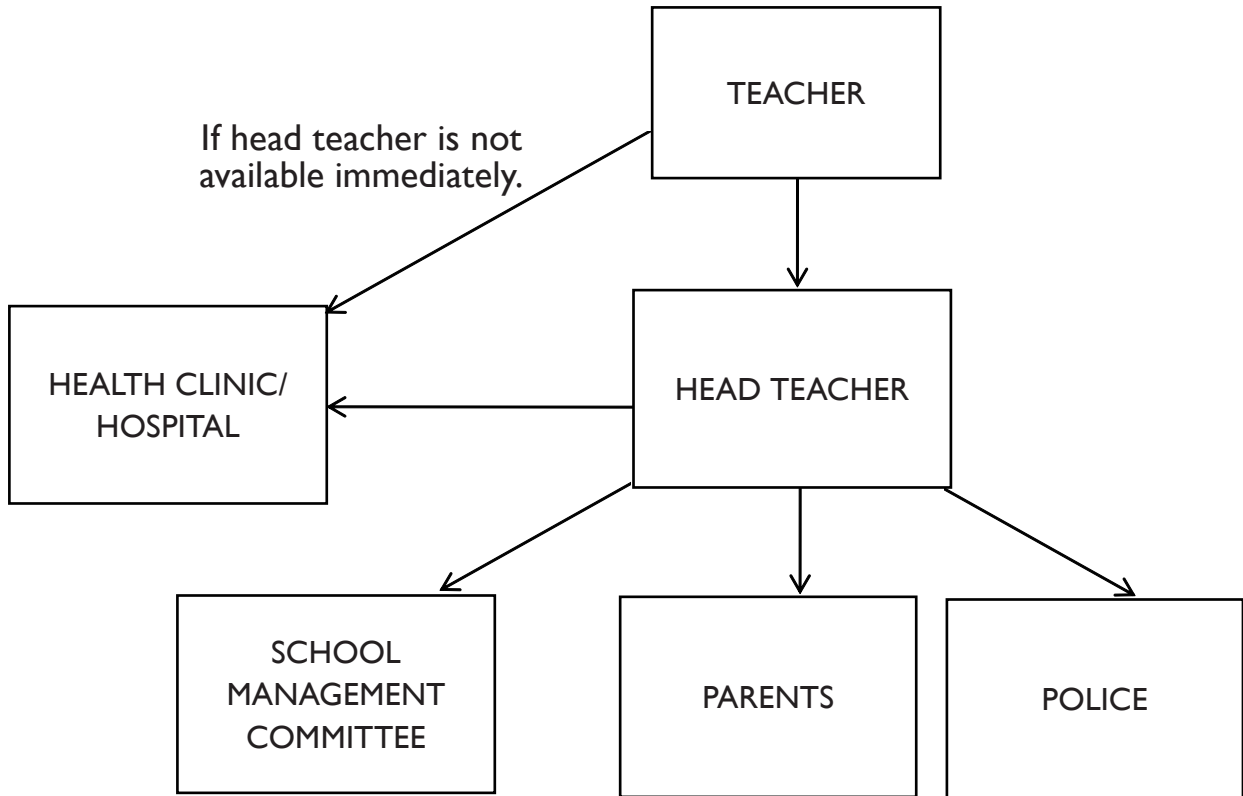 TEACHER
If head teacher is not
available immediately.
HEALTH CLINIC/
HOSPITAL
HEAD TEACHER
SCHOOL
MANAGEMENT
COMMITTEE
PARENTS
POLICE